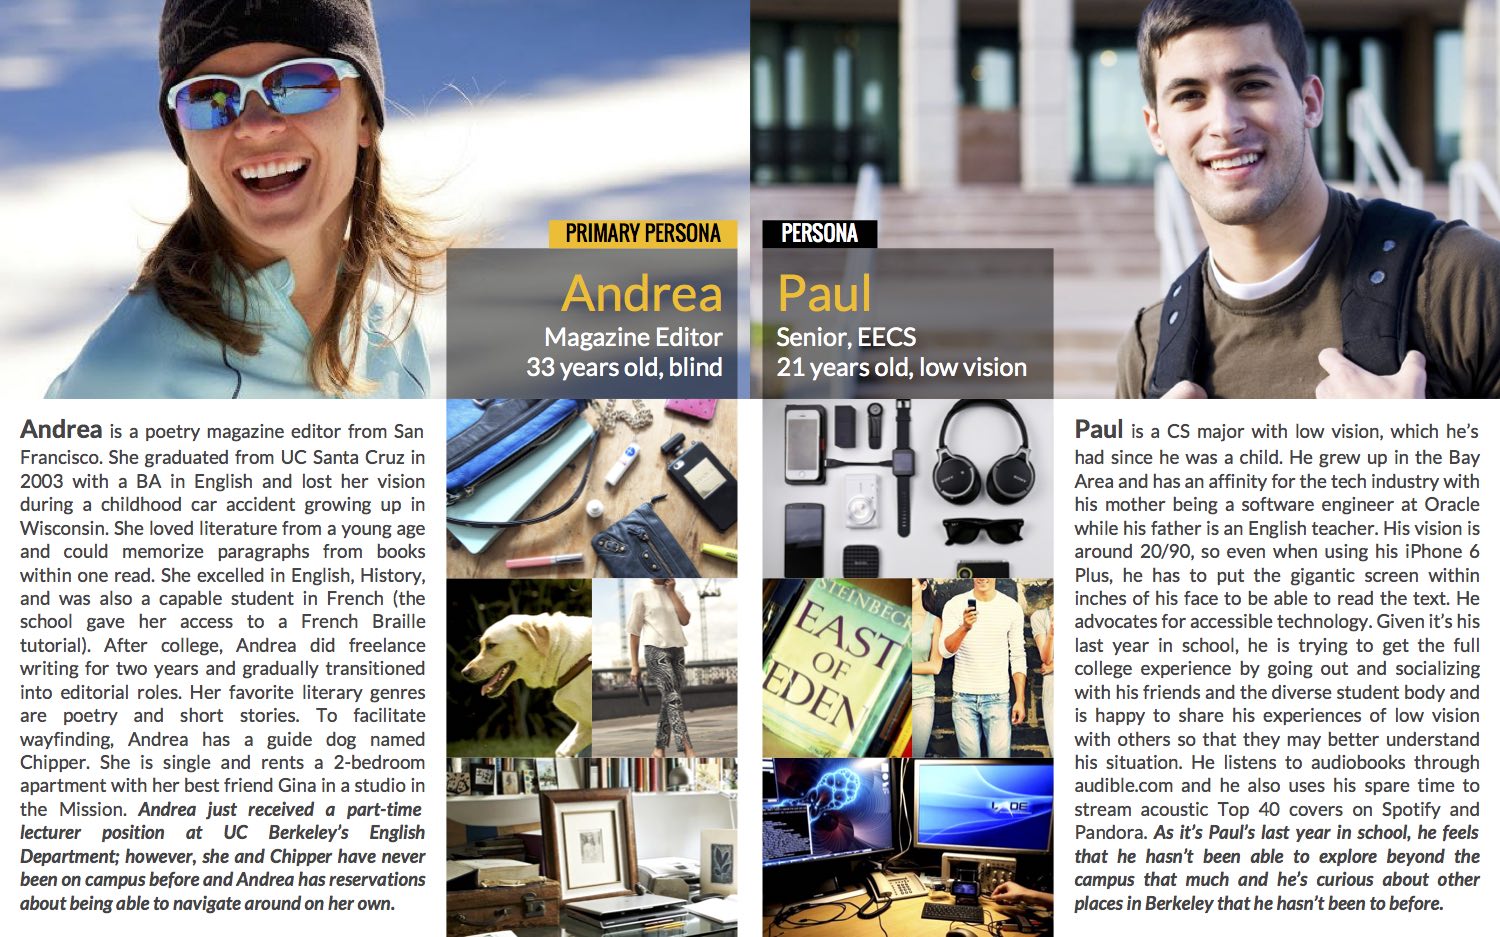 PRIMARY PERSONA
Andrea
Magazine Editor
33 years old, blind
Andrea is a poetry magazine editor from San
Francisco. She graduated from UC Santa Cruz in
2003 with a BA in English and lost her vision
during a childhood car accident growing up in
Wisconsin. She loved literature from a young age
and could memorize paragraphs from books
within one read. She excelled in English, History,
and was also a capable student in French (the
school gave her access to a French Braille
tutorial). After college, Andrea did freelance
writing for two years and gradually transitioned
into editorial roles. Her favorite literary genres
are poetry and short stories. To facilitate
wayfinding, Andrea has a guide dog named
Chipper. She is single and rents a 2-bedroom
apartment with her best friend Gina in a studio in
the Mission. Andrea just received a part-time
lecturer position at UC Berkeley's English
Department; however, she and Chipper have never
been on campus before and Andrea has reservations
about being able to navigate around on her own.
PERSONA
Paul
Senior, EECS
21 years old, low vision
SONY
SONY
STEINBECK
EAST
OF
EDEN
Paul is a CS major with low vision, which he's
had since he was a child. He grew up in the Bay
Area and has an affinity for the tech industry with
his mother being a software engineer at Oracle
while his father is an English teacher. His vision is
around 20/90, so even when using his iPhone 6
Plus, he has to put the gigantic screen within
inches of his face to be able to read the text. He
advocates for accessible technology. Given it's his
last year in school, he is trying to get the full
college experience by going out and socializing
with his friends and the diverse student body and
is happy to share his experiences of low vision
with others so that they may better understand
his situation. He listens to audiobooks through
audible.com and he also uses his spare time to
stream acoustic Top 40 covers on Spotify and
Pandora. As it's Paul's last year in school, he feels
that he hasn't been able to explore beyond the
campus that much and he's curious about other
places in Berkeley that he hasn't been to before.